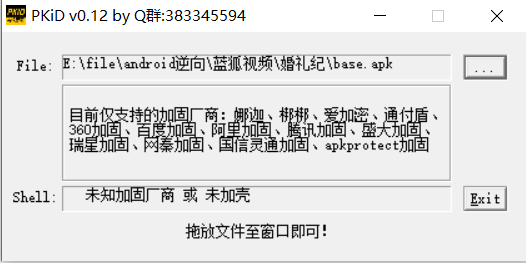 PKiD v0.12 by Q群:383345594
File: E:\file\android逆向\蓝狐视频\婚礼纪\base.apk ...
目前仅支持的加固厂商：娜迦、梆梆、爱加密、通付盾、
360加固、百度加固、阿里加固、腾讯加固、盛大加固、
瑞星加固、网秦加固、国信灵通加固、apkprotect加固
Shell: 未知加固厂商 或 未加壳 Exit
拖放文件至窗口即可!